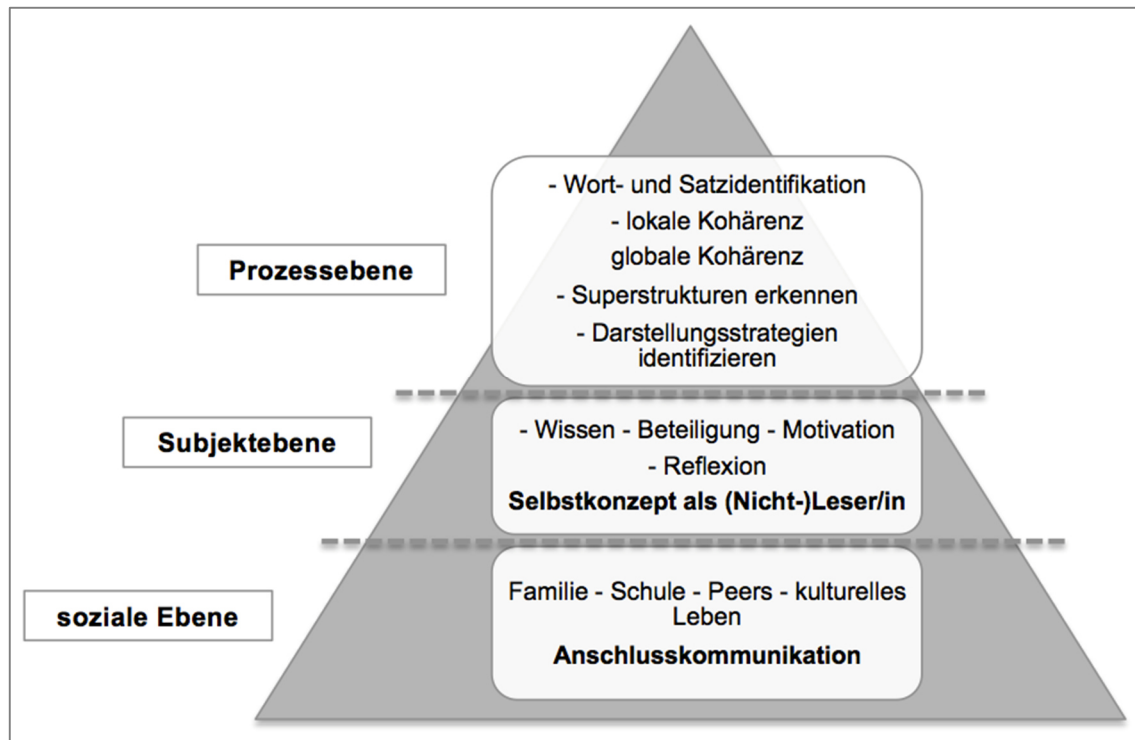 - Wort- und Satzidentifikation
- lokale Kohärenz
globale Kohärenz
- Superstrukturen erkennen
- Darstellungsstrategien
identifizieren
Prozessebene
- Wissen - Beteiligung - Motivation
- Reflexion
Selbstkonzept als (Nicht-)Leser/in
Subjektebene
Familie - Schule - Peers - kulturelles
Leben
Anschlusskommunikation
soziale Ebene